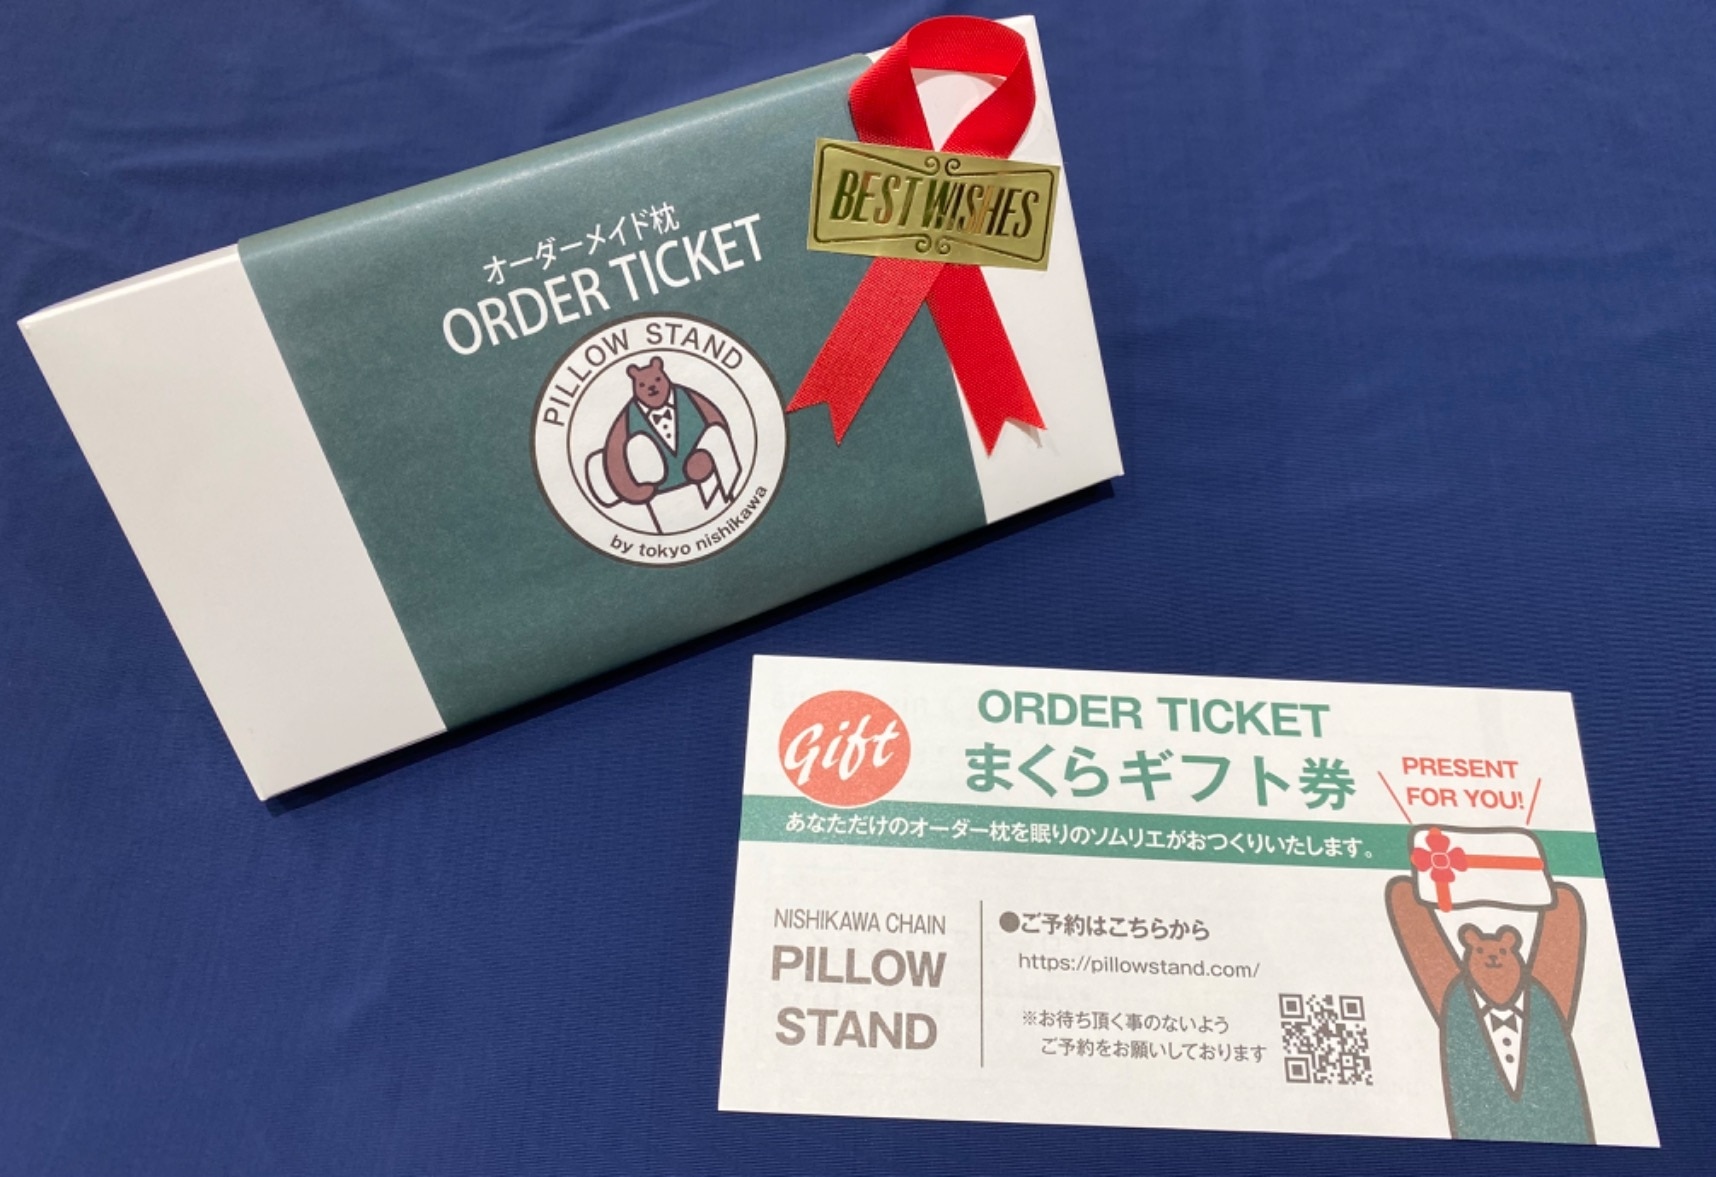 オーダーメイド枕
ORDER TICKET
PILLOW STAND
by tokyo nishikawa
BEST WISHES
Gift
ORDER TICKET
まくらギフト券
PRESENT
FOR YOU!
あなただけのオーダー枕を眠りのソムリエがおつくりいたします。
NISHIKAWA CHAIN
PILLOW
STAND
●ご予約はこちらから
https://pillowstand.com/
※お待ち頂く事のないよう
ご予約をお願いしております